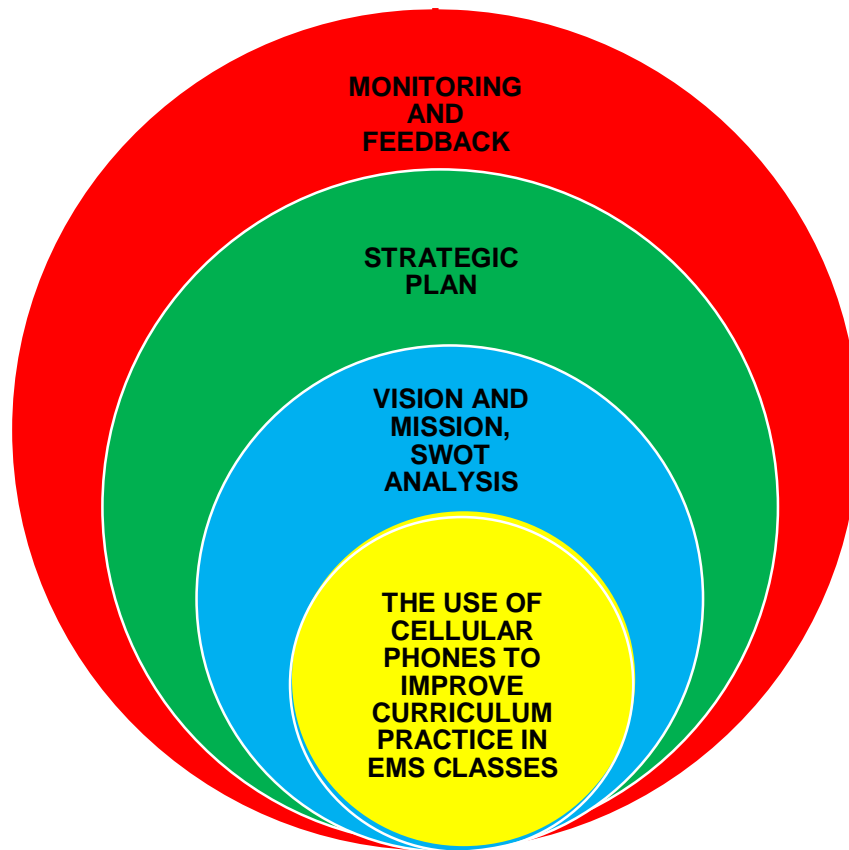 MONITORING
AND
FEEDBACK
STRATEGIC
PLAN
VISION AND
MISSION,
SWOT
ANALYSIS
THE USE OF
CELLULAR
PHONES TO
IMPROVE
CURRICULUM
PRACTICE IN
EMS CLASSES